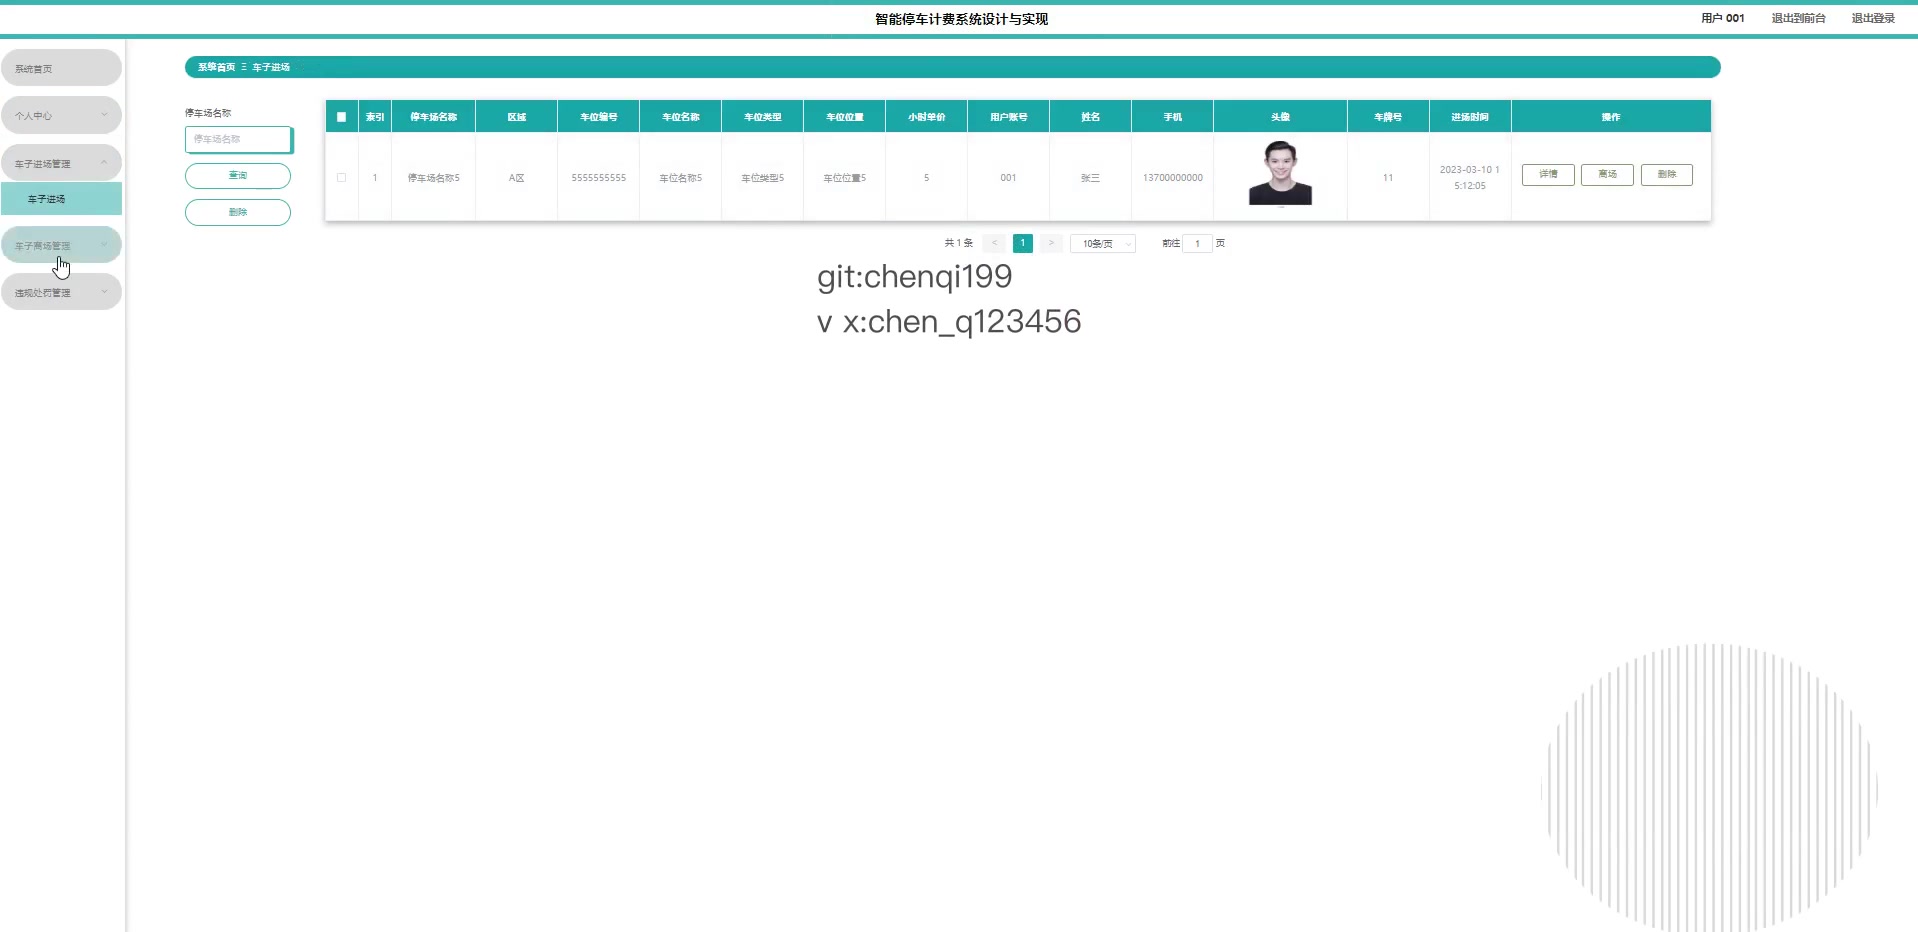 智能停车计费系统设计与实现
用户 001 退出到前台 退出登录
系统首页
个人中心
车子进场管理
车子进场
车子离场管理
违规处罚管理
系统首页 Ξ 车子进场
停车场名称
停车场名称
查询
删除
索引 停车场名称 区域 车位编号 车位名称 车位类型 车位位置 小时单价 用户账号 姓名 手机 头像 车牌号 进场时间 操作
1 停车场名称5 A区 5555555555 车位名称5 车位类型5 车位位置5 5 001 张三 13700000000 11 2023-03-10 1
5:12:05 详情 离场 删除
共 1 条 < 1 > 10条/页 前往 1 页
git:chenqi199
v x:chen_q123456